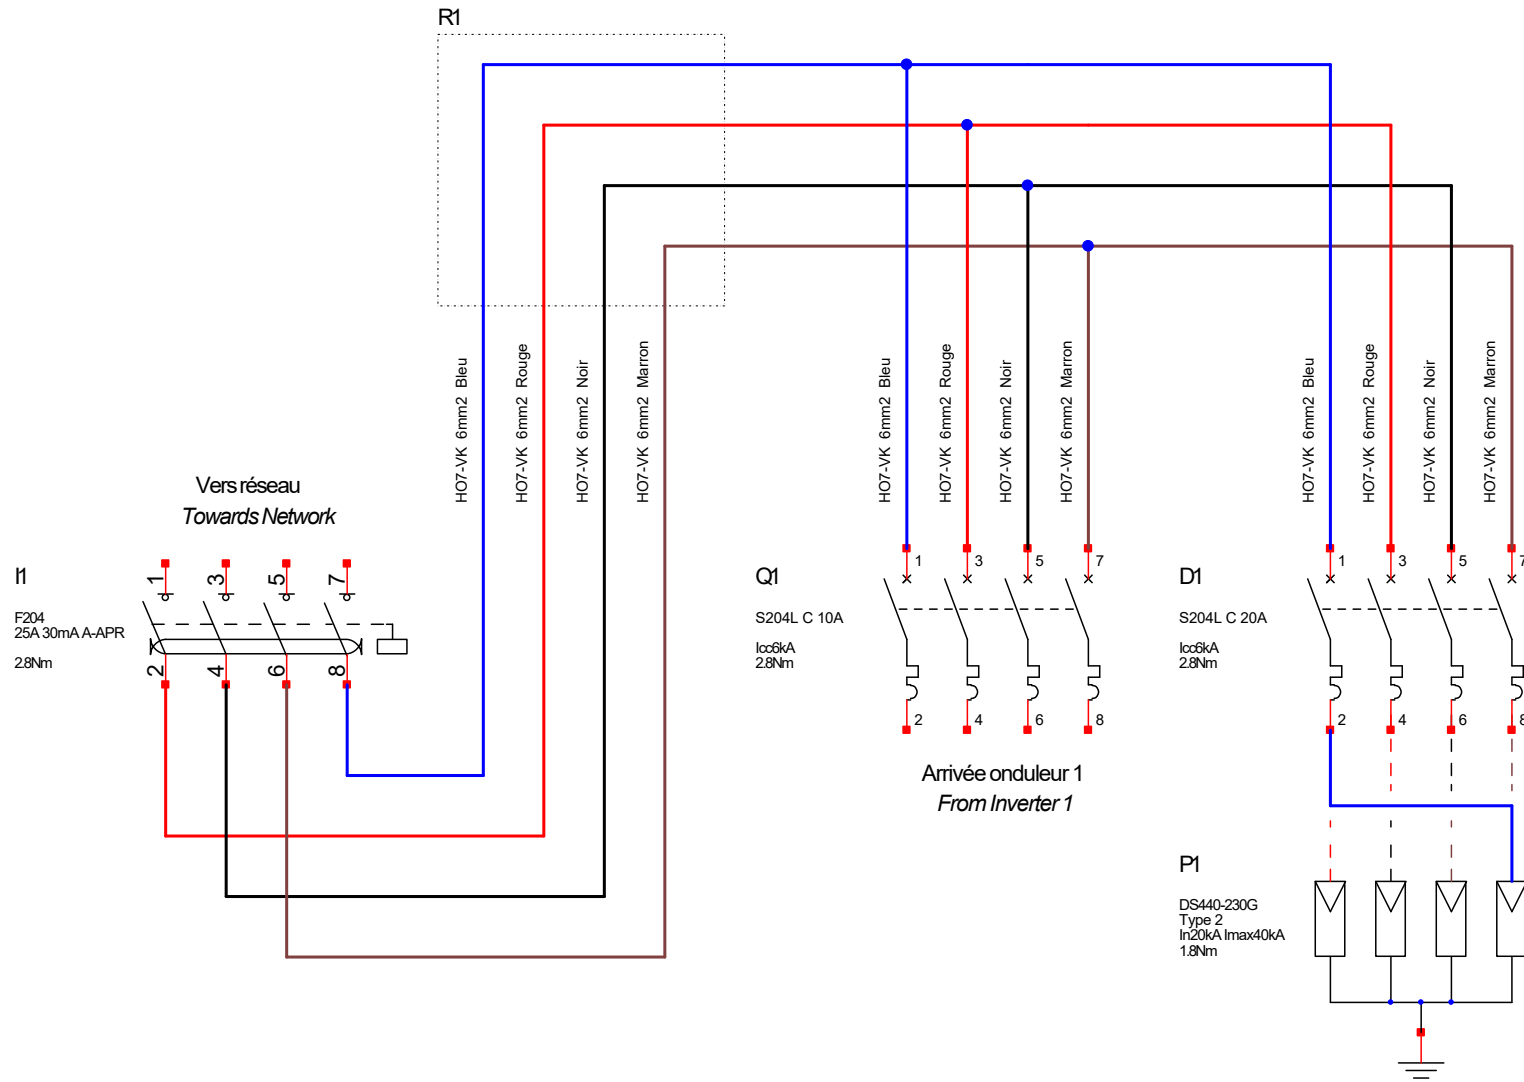 R1
HO7-VK 6mm2 Bleu
HO7-VK 6mm2 Rouge
HO7-VK 6mm2 Noir
HO7-VK 6mm2 Marron
HO7-VK 6mm2 Bleu
HO7-VK 6mm2 Rouge
HO7-VK 6mm2 Noir
HO7-VK 6mm2 Marron
HO7-VK 6mm2 Bleu
HO7-VK 6mm2 Rouge
HO7-VK 6mm2 Noir
HO7-VK 6mm2 Marron
Vers réseau
Towards Network
I1
F204
25A 30mA A-APR
2.8Nm
1 3 5 7
2 4 6 8
Q1
S204L C 10A
Icc6kA
2.8Nm
1 3 5 7
2 4 6 8
Arrivée onduleur 1
From Inverter 1
D1
S204L C 20A
Icc6kA
2.8Nm
1 3 5 7
2 4 6 8
P1
DS440-230G
Type 2
In20kA Imax40kA
1.8Nm